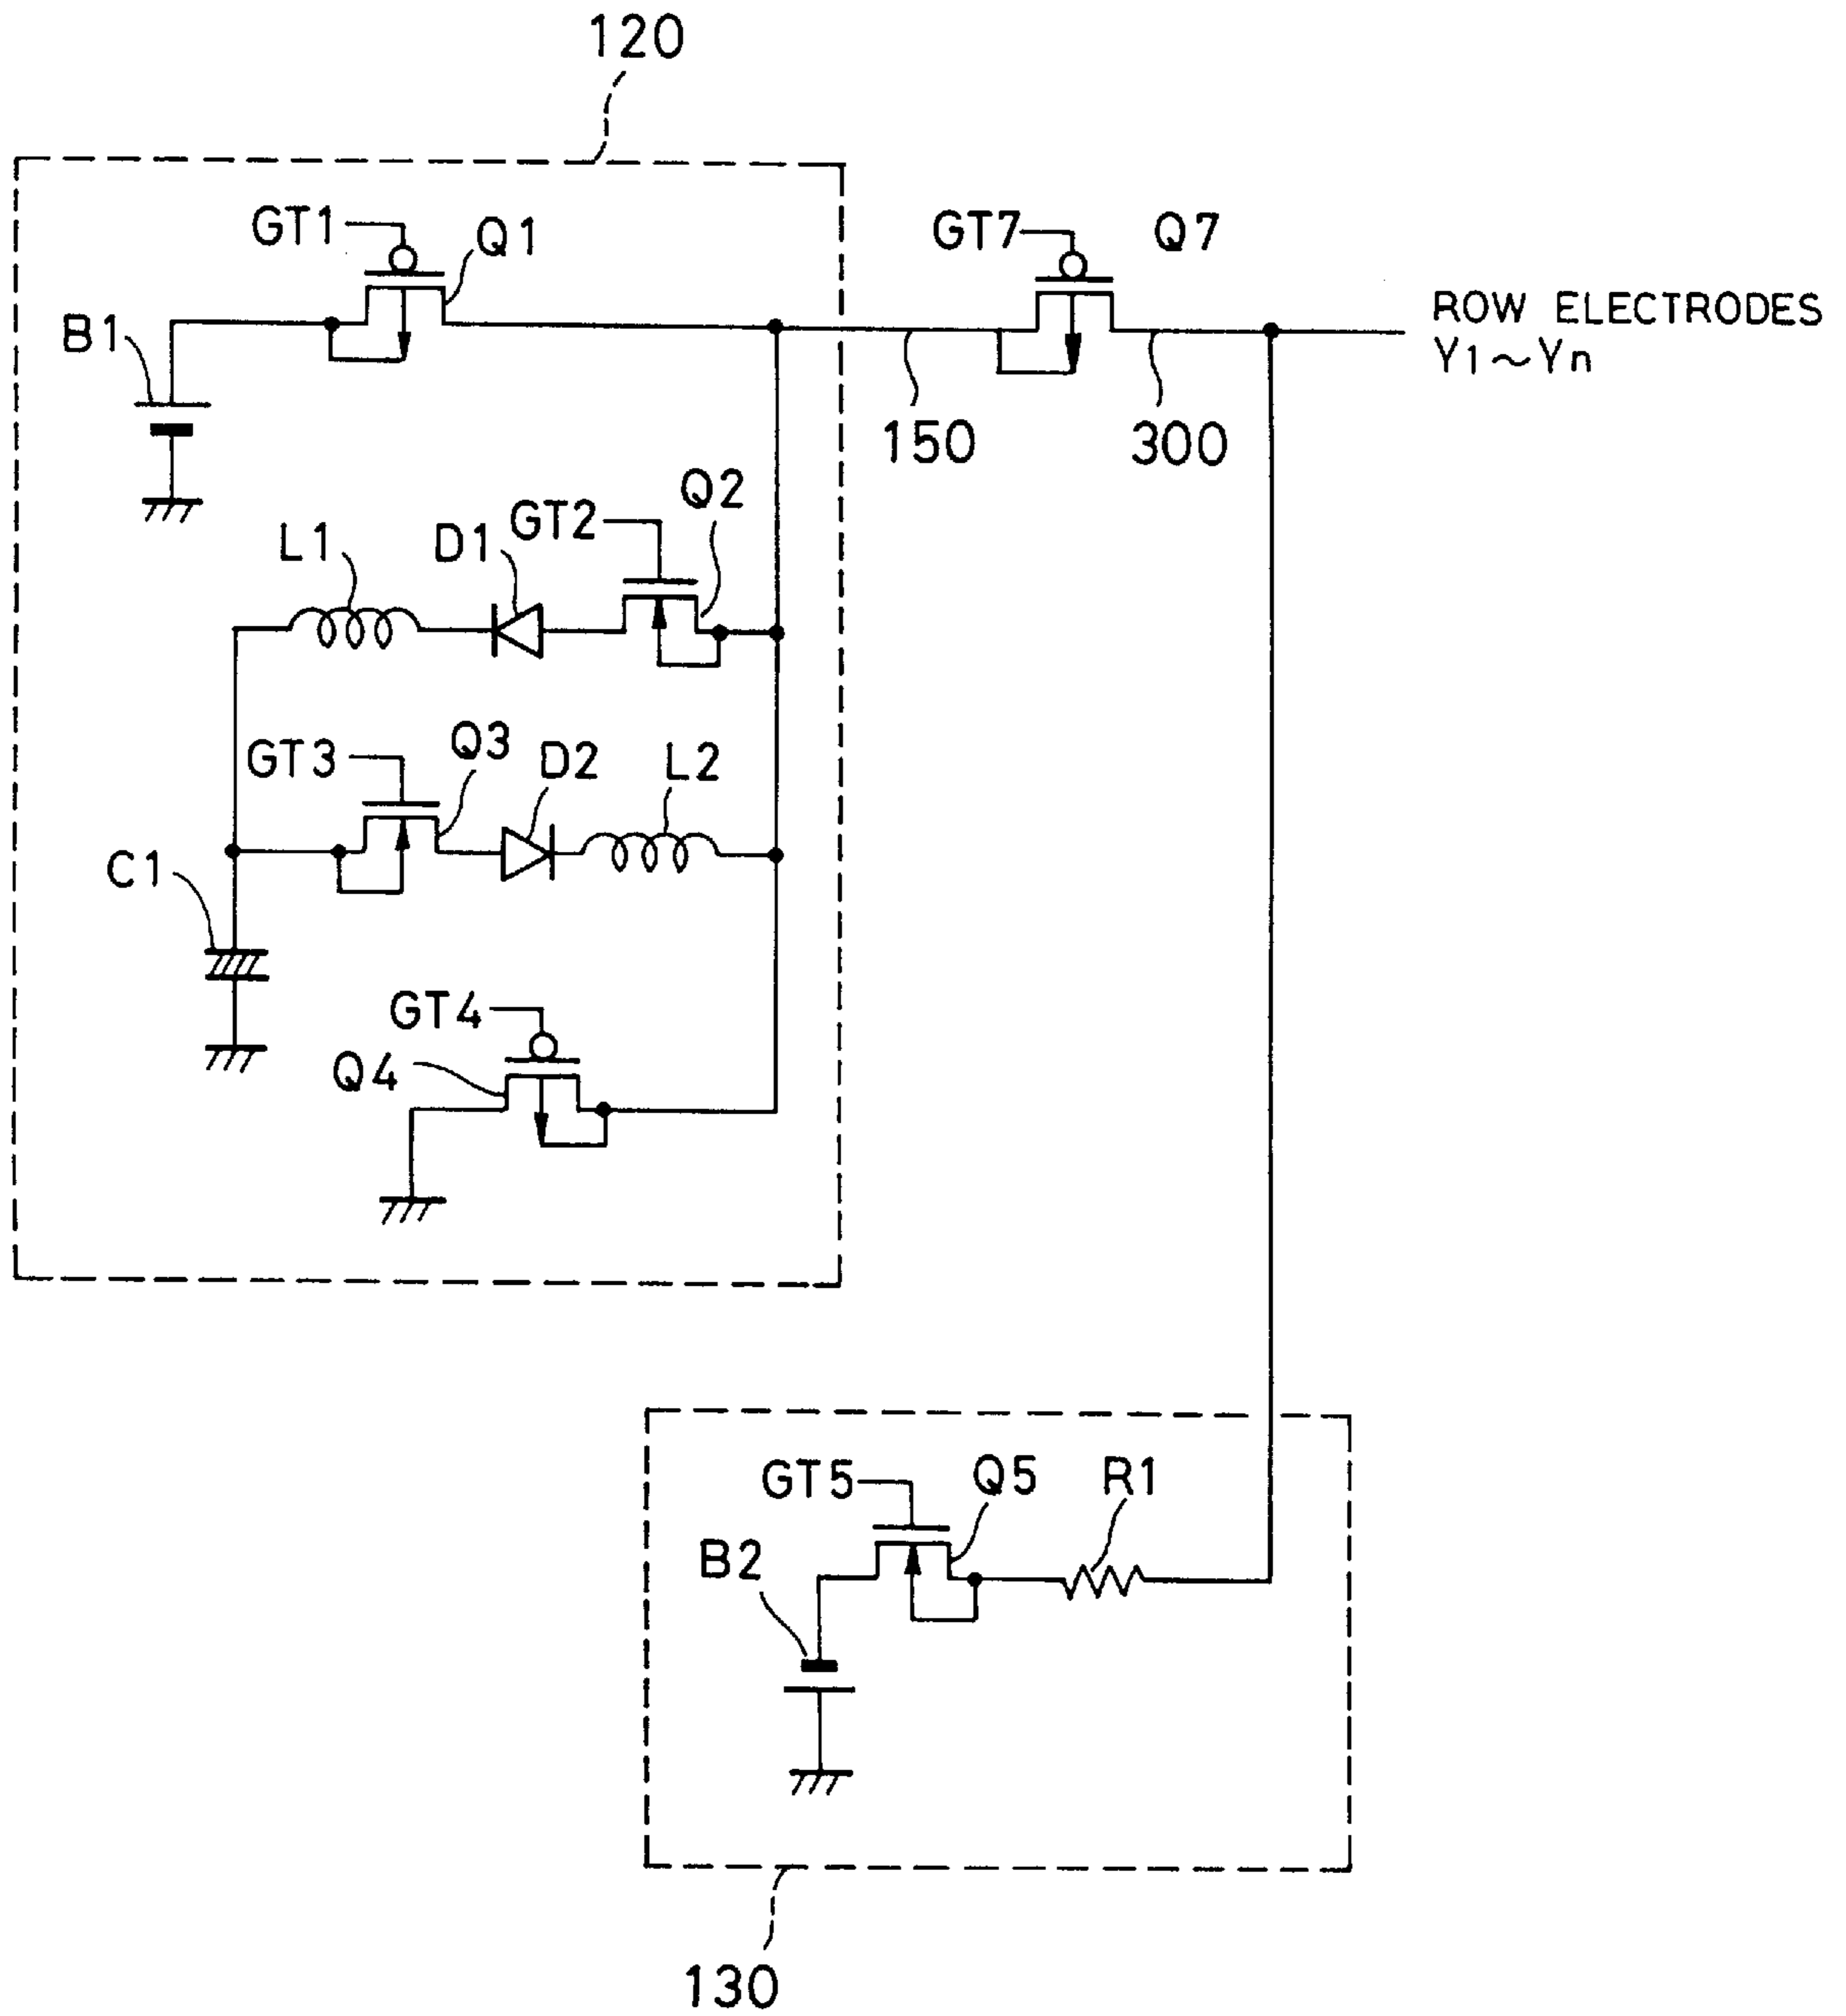 120
GT1
Q1
GT7
Q7
B1
ROW ELECTRODES
Y1~Yn
150
300
L1
D1
GT2
Q2
GT3
Q3
D2
L2
C1
GT4
Q4
GT5
Q5
R1
B2
130